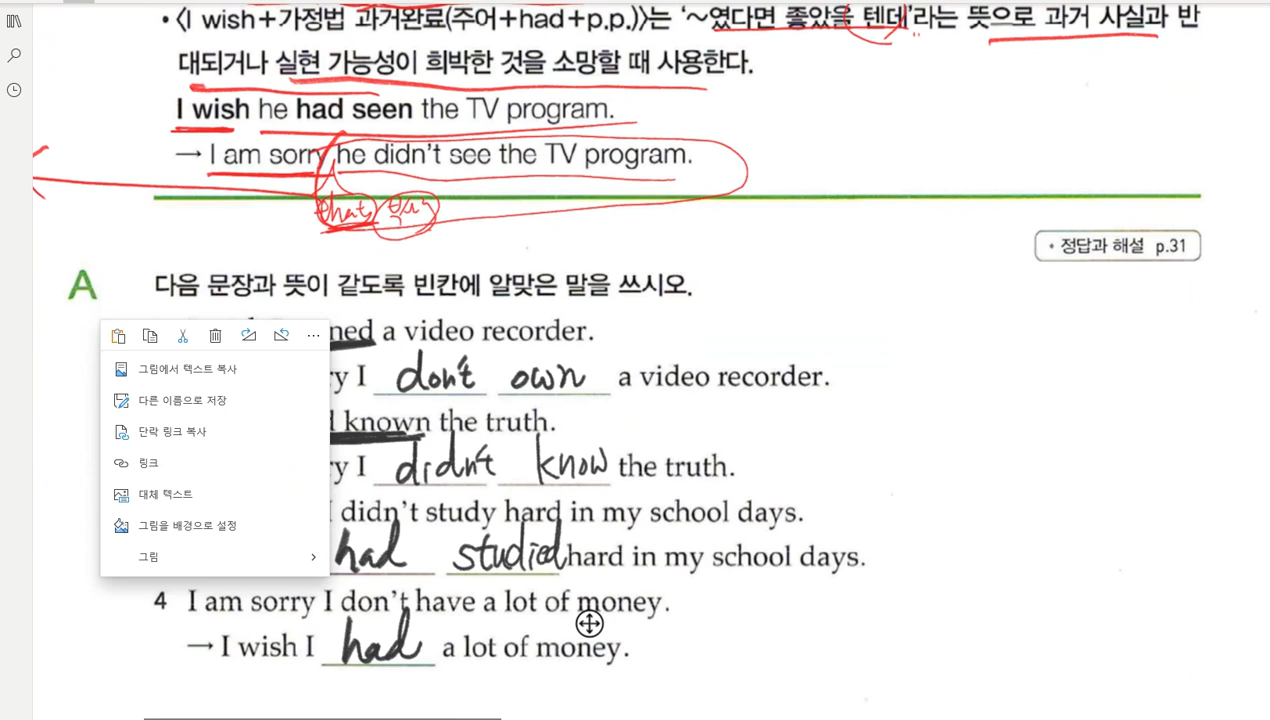 • 〈I wish+가정법 과거완료(주어+had+p.p.)〉는 '~였다면 좋았을 텐데'라는 뜻으로 과거 사실과 반
대되거나 실현 가능성이 희박한 것을 소망할 때 사용한다.
I wish he had seen the TV program.
→ I am sorry he didn't see the TV program.
that
• 정답과 해설 p.31
A 다음 문장과 뜻이 같도록 빈칸에 알맞은 말을 쓰시오.
ned a video recorder.
그림에서 텍스트 복사
ry I don't own a video recorder.
다른 이름으로 저장
known the truth.
단락 링크 복사
링크
ry I didn't know the truth.
대체 텍스트
didn't study hard in my school days.
그림을 배경으로 설정
그림
had studied hard in my school days.
4 I am sorry I don't have a lot of money.
→ I wish I had a lot of money.